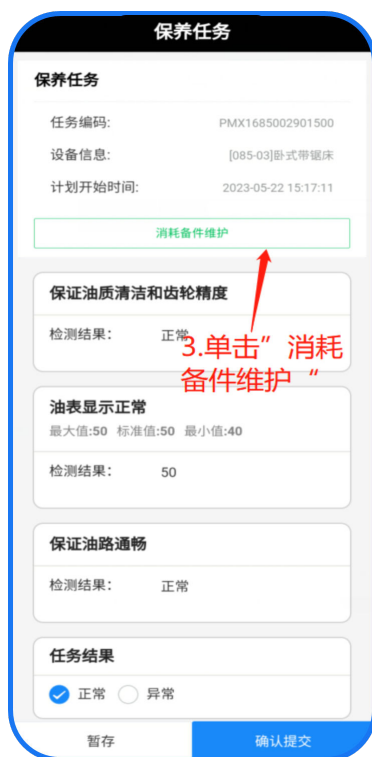 保养任务
保养任务
任务编码: PMX1685002901500
设备信息: [085-03]卧式带锯床
计划开始时间: 2023-05-22 15:17:11
消耗备件维护
保证油质清洁和齿轮精度
检测结果: 正常
3.单击”消耗
备件维护“
油表显示正常
最大值:50 标准值:50 最小值:40
检测结果: 50
保证油路通畅
检测结果: 正常
任务结果
正常 异常
暂存 确认提交